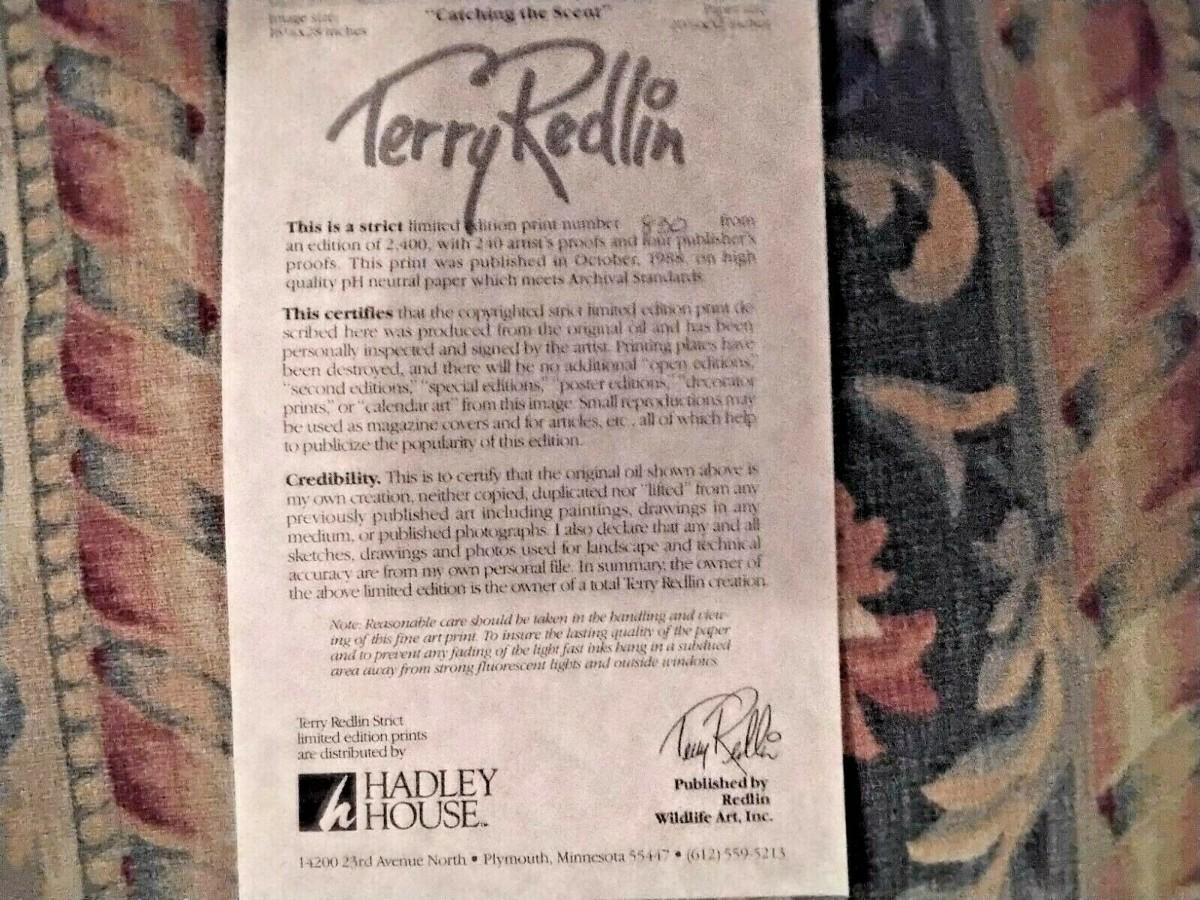 Image size:
"Catching the Scent"
Terry Redlin
This is a strict limited edition print number 830 from
an edition of 2,400, with 240 artist's proofs and four publisher's
proofs. This print was published in October, 1988, on high
quality pH neutral paper which meets Archival Standards.
This certifies that the copyrighted strict limited edition print de-
scribed here was produced from the original oil and has been
personally inspected and signed by the artist. Printing plates have
been destroyed, and there will be no additional "open editions,"
"second editions," "special editions," "poster editions," "decorator
prints," or "calendar art" from this image. Small reproductions may
be used as magazine covers and for articles, etc., all of which help
to publicize the popularity of this edition.
Credibility. This is to certify that the original oil shown above is
my own creation, neither copied, duplicated nor "lifted" from any
previously published art including paintings, drawings in any
medium, or published photographs. I also declare that any and all
sketches, drawings and photos used for landscape and technical
accuracy are from my own personal file. In summary, the owner of
the above limited edition is the owner of a total Terry Redlin creation.
Note: Reasonable care should be taken in the handling and view-
ing of this fine art print. To insure the lasting quality of the paper
and to prevent any fading of the light fast inks hang in a subdued
area away from strong fluorescent lights and outside windows.
Terry Redlin Strict
limited edition prints
are distributed by
h HADLEY
HOUSE™
Terry Redlin
Published by
Redlin
Wildlife Art, Inc.
14200 23rd Avenue North • Plymouth, Minnesota 55447 • (612) 559-5213